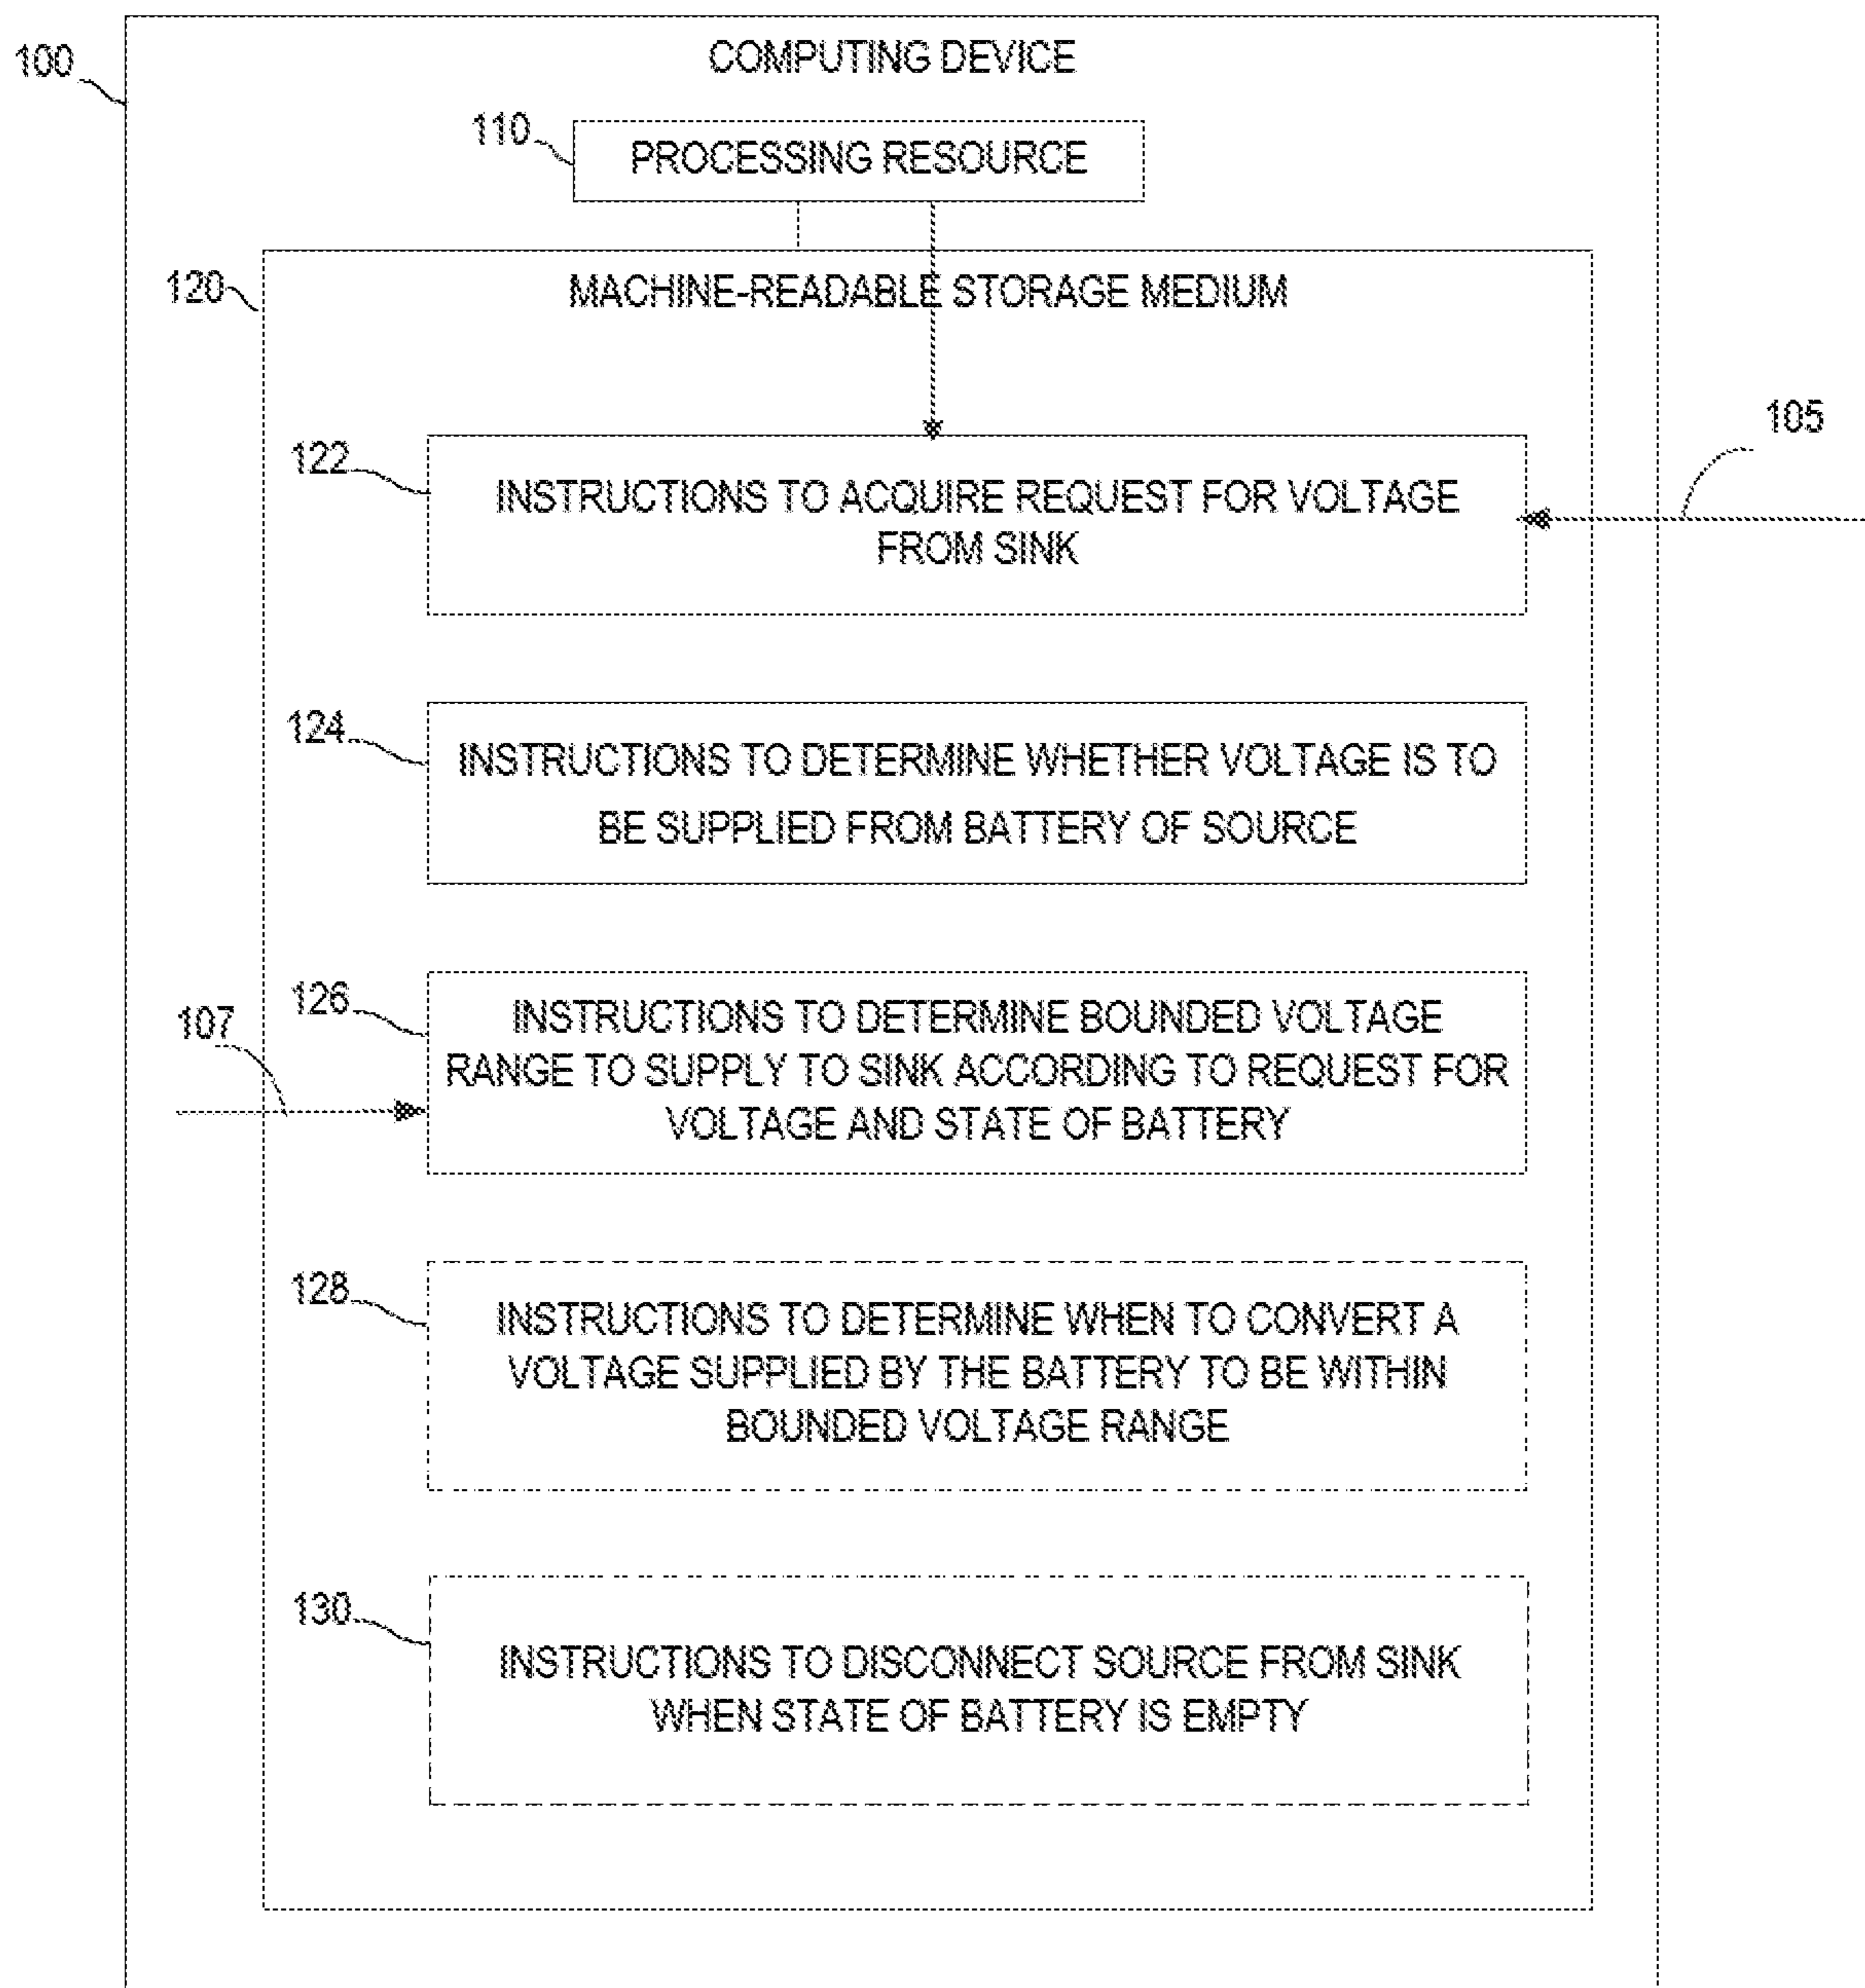 COMPUTING DEVICE
100
110
PROCESSING RESOURCE
120
MACHINE-READABLE STORAGE MEDIUM
105
122
INSTRUCTIONS TO ACQUIRE REQUEST FOR VOLTAGE
FROM SINK
124
INSTRUCTIONS TO DETERMINE WHETHER VOLTAGE IS TO
BE SUPPLIED FROM BATTERY OF SOURCE
126
107
INSTRUCTIONS TO DETERMINE BOUNDED VOLTAGE
RANGE TO SUPPLY TO SINK ACCORDING TO REQUEST FOR
VOLTAGE AND STATE OF BATTERY
128
INSTRUCTIONS TO DETERMINE WHEN TO CONVERT A
VOLTAGE SUPPLIED BY THE BATTERY TO BE WITHIN
BOUNDED VOLTAGE RANGE
130
INSTRUCTIONS TO DISCONNECT SOURCE FROM SINK
WHEN STATE OF BATTERY IS EMPTY